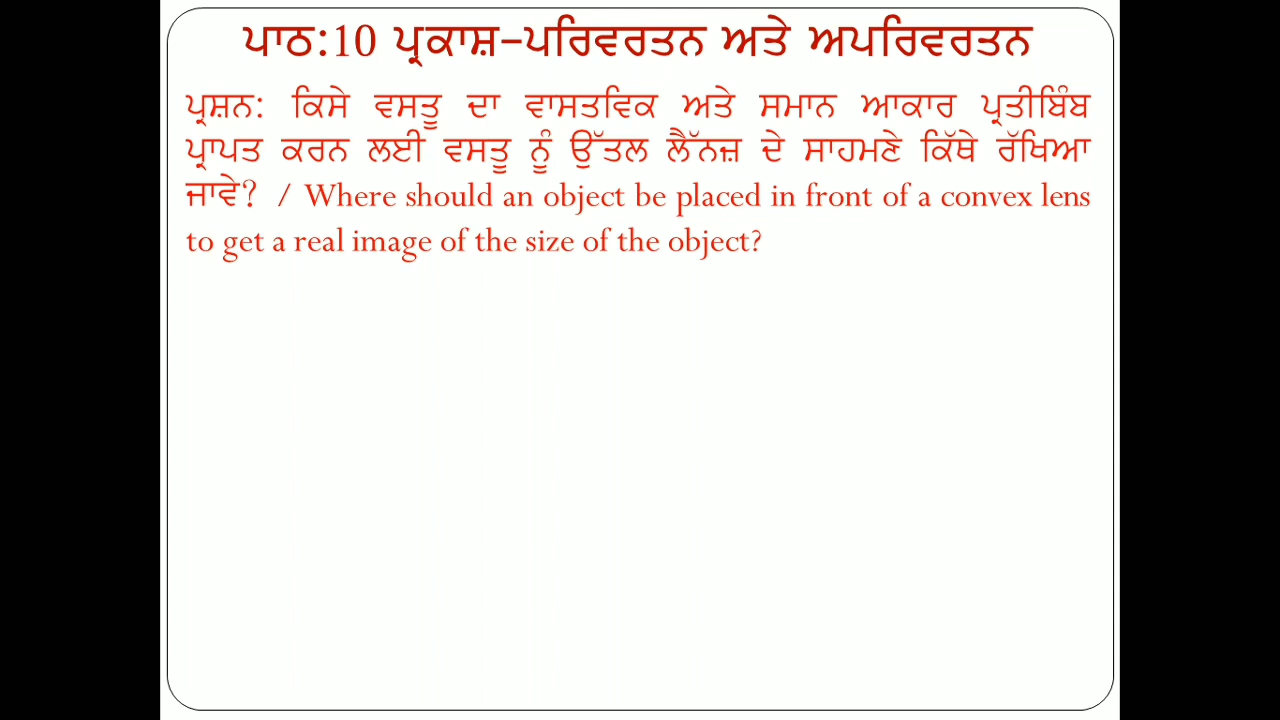 ਪਾਠ:10 ਪ੍ਰਕਾਸ਼-ਪਰਿਵਰਤਨ ਅਤੇ ਅਪਰਿਵਰਤਨ
ਪ੍ਰਸ਼ਨ: ਕਿਸੇ ਵਸਤੂ ਦਾ ਵਾਸਤਵਿਕ ਅਤੇ ਸਮਾਨ ਆਕਾਰ ਪ੍ਰਤੀਬਿੰਬ
ਪ੍ਰਾਪਤ ਕਰਨ ਲਈ ਵਸਤੂ ਨੂੰ ਉੱਤਲ ਲੈੱਨਜ਼ ਦੇ ਸਾਹਮਣੇ ਕਿੱਥੇ ਰੱਖਿਆ
ਜਾਵੇ? / Where should an object be placed in front of a convex lens
to get a real image of the size of the object?